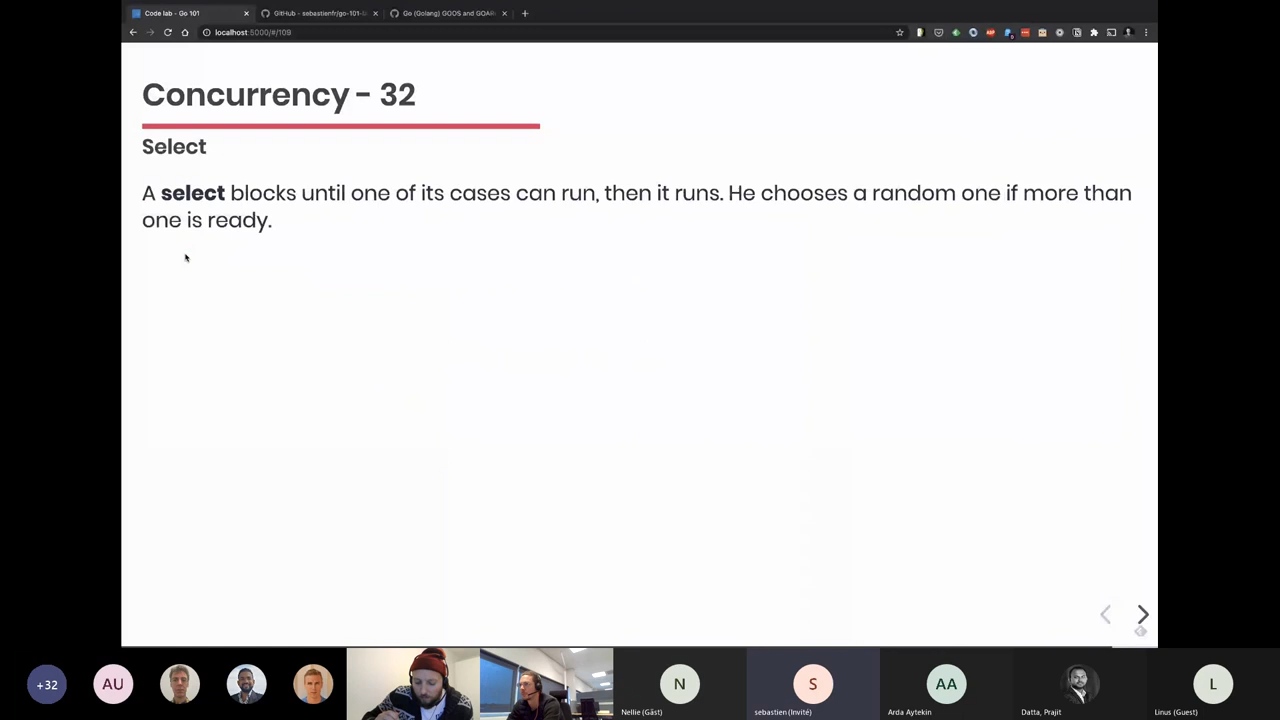 Code lab - Go 101
GitHub - sebastienfr/go-101-
Go (Golang) GOOS and GOAR
localhost:5000/#/109
Concurrency - 32
Select
A select blocks until one of its cases can run, then it runs. He chooses a random one if more than
one is ready.
+32
AU
N
Nellie (Gäst)
S
sebastien (Invité)
AA
Arda Aytekin
Datta, Prajit
L
Linus (Guest)